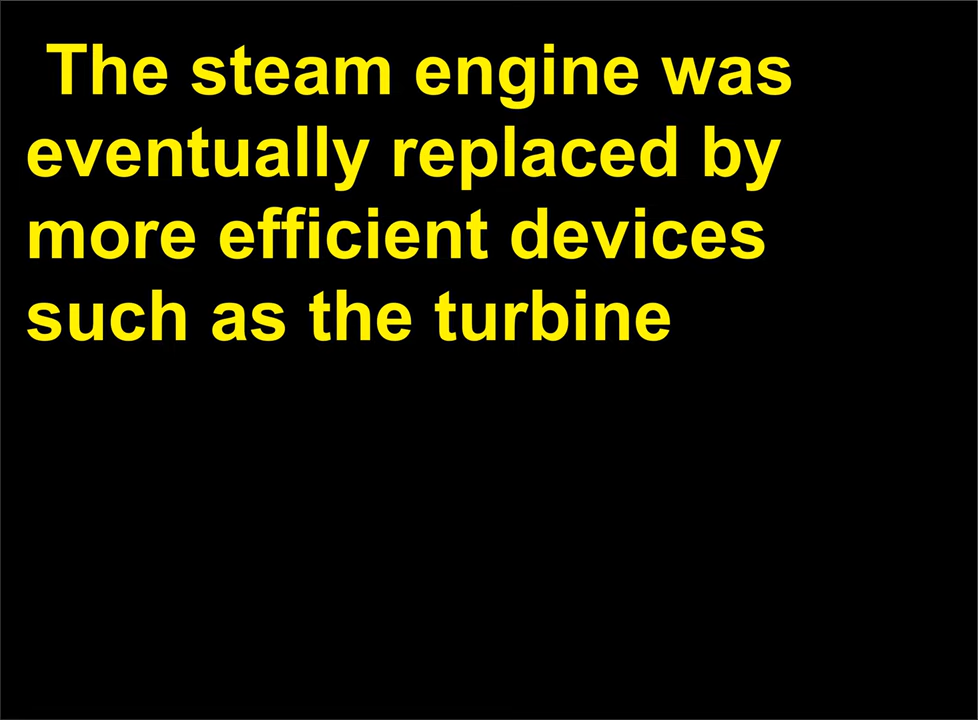 The steam engine was
eventually replaced by
more efficient devices
such as the turbine